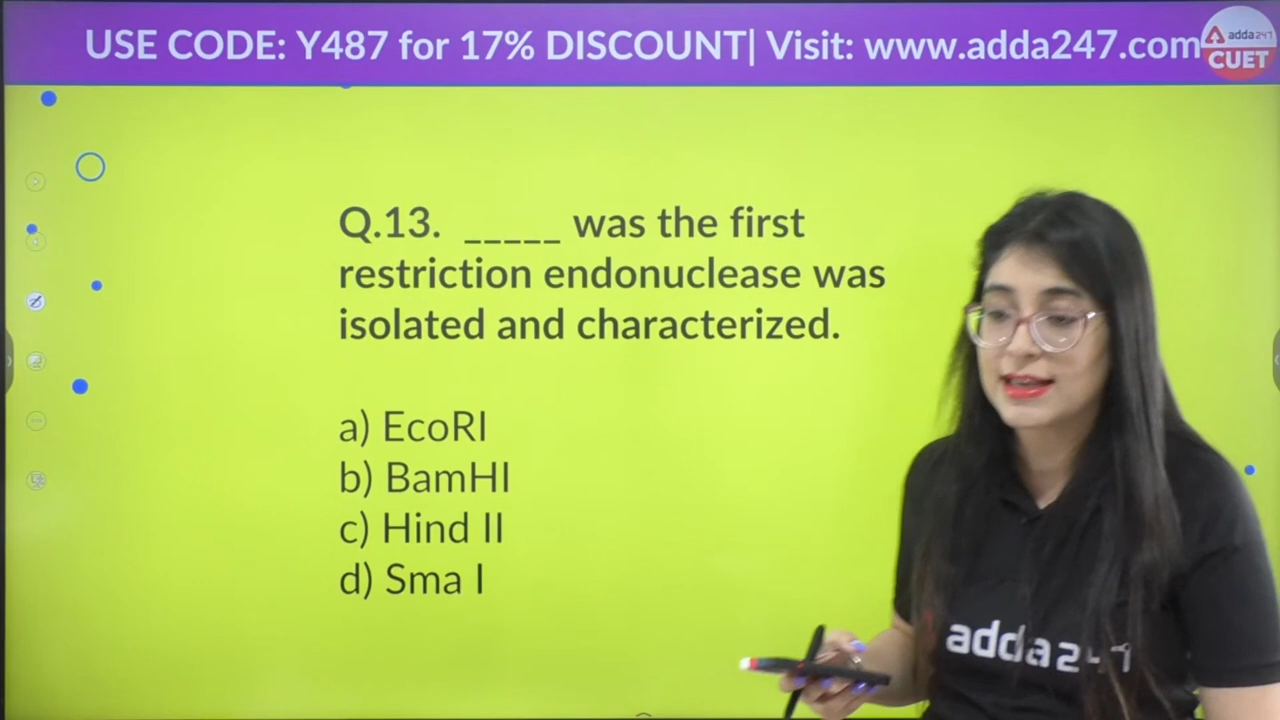 USE CODE: Y487 for 17% DISCOUNT| Visit: www.adda247.com
adda247
CUET
Q.13. _____ was the first
restriction endonuclease was
isolated and characterized.
a) EcoRI
b) BamHI
c) Hind II
d) Sma I
adda247